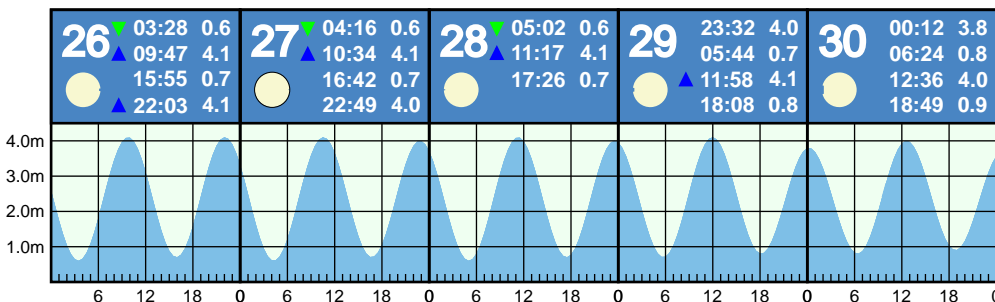 26
▼ 03:28 0.6
▲ 09:47 4.1
15:55 0.7
▲ 22:03 4.1
27
▼ 04:16 0.6
▲ 10:34 4.1
16:42 0.7
22:49 4.0
28
▼ 05:02 0.6
▲ 11:17 4.1
17:26 0.7
29
23:32 4.0
05:44 0.7
▲ 11:58 4.1
18:08 0.8
30
00:12 3.8
06:24 0.8
12:36 4.0
18:49 0.9
4.0m
3.0m
2.0m
1.0m
6 12 18 0 6 12 18 0 6 12 18 0 6 12 18 0 6 12 18 0